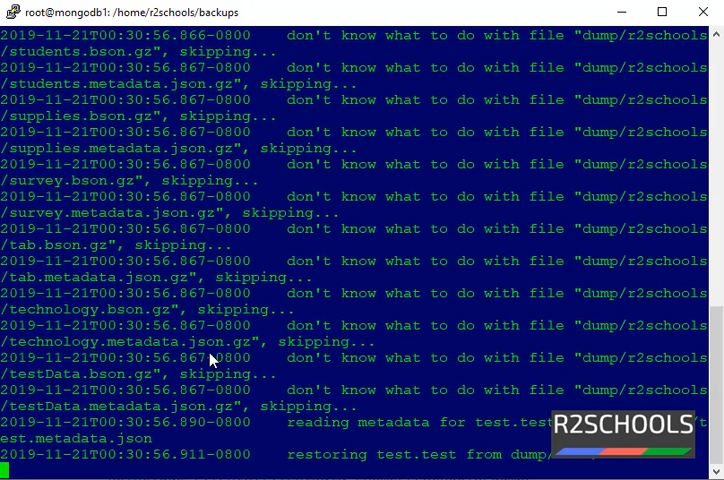 root@mongodb1: /home/r2schools/backups
2019-11-21T00:30:56.866-0800 don't know what to do with file "dump/r2schools
/students.bson.gz", skipping...
2019-11-21T00:30:56.867-0800 don't know what to do with file "dump/r2schools
/students.metadata.json.gz", skipping...
2019-11-21T00:30:56.867-0800 don't know what to do with file "dump/r2schools
/supplies.bson.gz", skipping...
2019-11-21T00:30:56.867-0800 don't know what to do with file "dump/r2schools
/supplies.metadata.json.gz", skipping...
2019-11-21T00:30:56.867-0800 don't know what to do with file "dump/r2schools
/survey.bson.gz", skipping...
2019-11-21T00:30:56.867-0800 don't know what to do with file "dump/r2schools
/survey.metadata.json.gz", skipping...
2019-11-21T00:30:56.867-0800 don't know what to do with file "dump/r2schools
/tab.bson.gz", skipping...
2019-11-21T00:30:56.867-0800 don't know what to do with file "dump/r2schools
/tab.metadata.json.gz", skipping...
2019-11-21T00:30:56.867-0800 don't know what to do with file "dump/r2schools
/technology.bson.gz", skipping...
2019-11-21T00:30:56.867-0800 don't know what to do with file "dump/r2schools
/technology.metadata.json.gz", skipping...
2019-11-21T00:30:56.867-0800 don't know what to do with file "dump/r2schools
/testData.bson.gz", skipping...
2019-11-21T00:30:56.867-0800 don't know what to do with file "dump/r2schools
/testData.metadata.json.gz", skipping...
2019-11-21T00:30:56.890-0800 reading metadata for
est.metadata.json
2019-11-21T00:30:56.911-0800 restoring test.test from
R2SCHOOLS